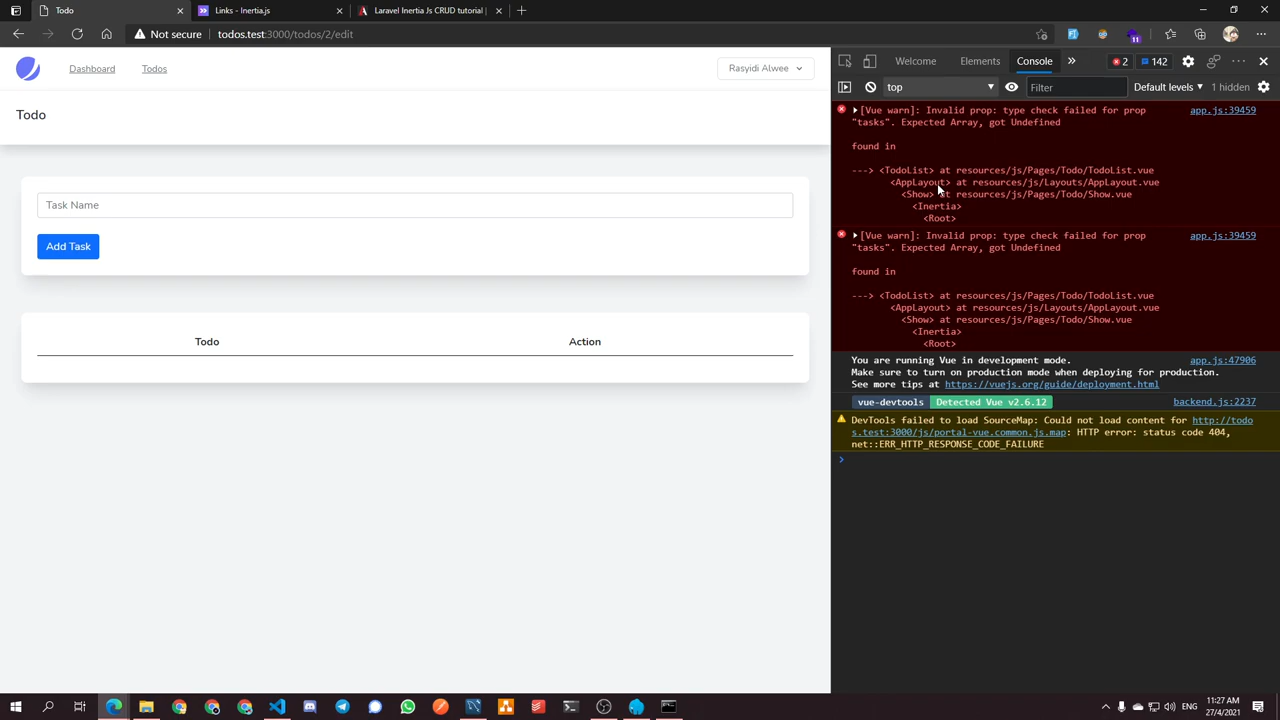 Todo
Links - Inertia.js
Laravel Inertia Js CRUD tutorial |
Not secure
todos.test:3000/todos/2/edit
11
Dashboard
Todos
Rasyidi Alwee
Todo
Task Name
Add Task
Todo
Action
Welcome
Elements
Console
2
142
top
Filter
Default levels
1 hidden
[Vue warn]: Invalid prop: type check failed for prop
app.js:39459
"tasks". Expected Array, got Undefined
found in
---> <TodoList> at resources/js/Pages/Todo/TodoList.vue
<AppLayout> at resources/js/Layouts/AppLayout.vue
<Show> at resources/js/Pages/Todo/Show.vue
<Inertia>
<Root>
[Vue warn]: Invalid prop: type check failed for prop
app.js:39459
"tasks". Expected Array, got Undefined
found in
---> <TodoList> at resources/js/Pages/Todo/TodoList.vue
<AppLayout> at resources/js/Layouts/AppLayout.vue
<Show> at resources/js/Pages/Todo/Show.vue
<Inertia>
<Root>
You are running Vue in development mode.
app.js:47906
Make sure to turn on production mode when deploying for production.
See more tips at https://vuejs.org/guide/deployment.html
vue-devtools Detected Vue v2.6.12
backend.js:2237
DevTools failed to load SourceMap: Could not load content for http://todo
s.test:3000/js/portal-vue.common.js.map: HTTP error: status code 404,
net::ERR_HTTP_RESPONSE_CODE_FAILURE
ENG
11:27 AM
27/4/2021